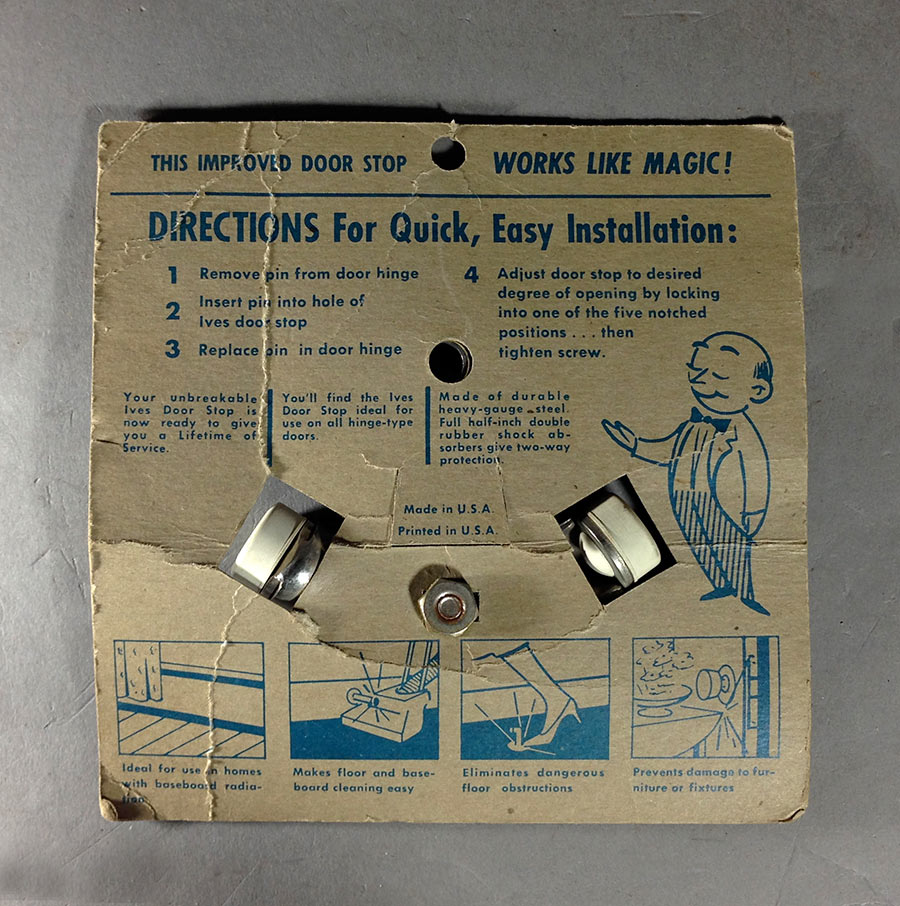 THIS IMPROVED DOOR STOP WORKS LIKE MAGIC!
DIRECTIONS For Quick, Easy Installation:
1 Remove pin from door hinge
2 Insert pin into hole of
Ives door stop
3 Replace pin in door hinge
4 Adjust door stop to desired
degree of opening by locking
into one of the five notched
positions . . . then
tighten screw.
Your unbreakable
Ives Door Stop is
now ready to give
you a Lifetime of
Service.
You'll find the Ives
Door Stop ideal for
use on all hinge-type
doors.
Made of durable
heavy-gauge steel.
Full half-inch double
rubber shock ab-
sorbers give two-way
protection.
Made in U.S.A.
Printed in U.S.A.
Ideal for use in homes
with baseboard radia-
tion
Makes floor and base-
board cleaning easy
Eliminates dangerous
floor obstructions
Prevents damage to fur-
niture or fixtures